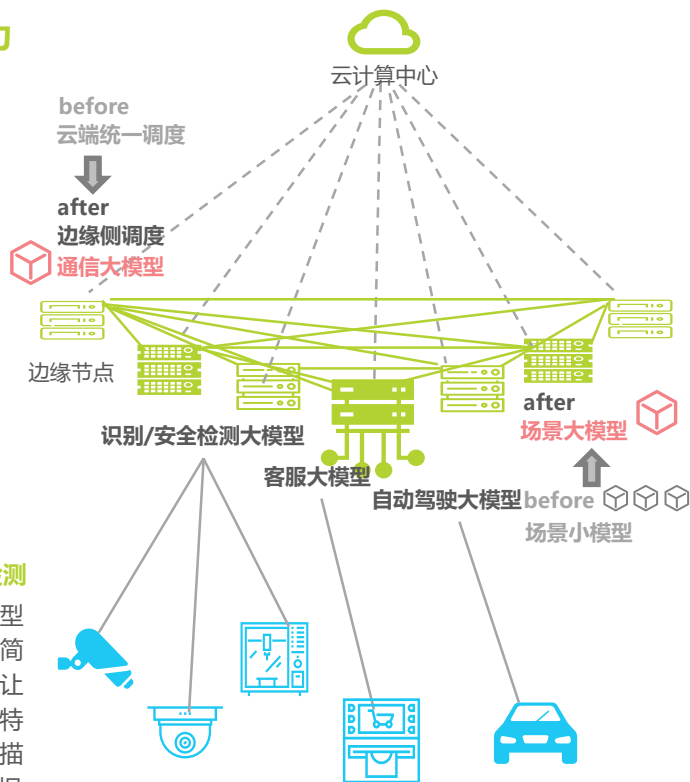 力
云计算中心
before
云端统一调度
after
边缘侧调度
通信大模型
边缘节点
识别/安全检测大模型
客服大模型
自动驾驶大模型
after
场景大模型
before
场景小模型
测
型
简
让
特
描